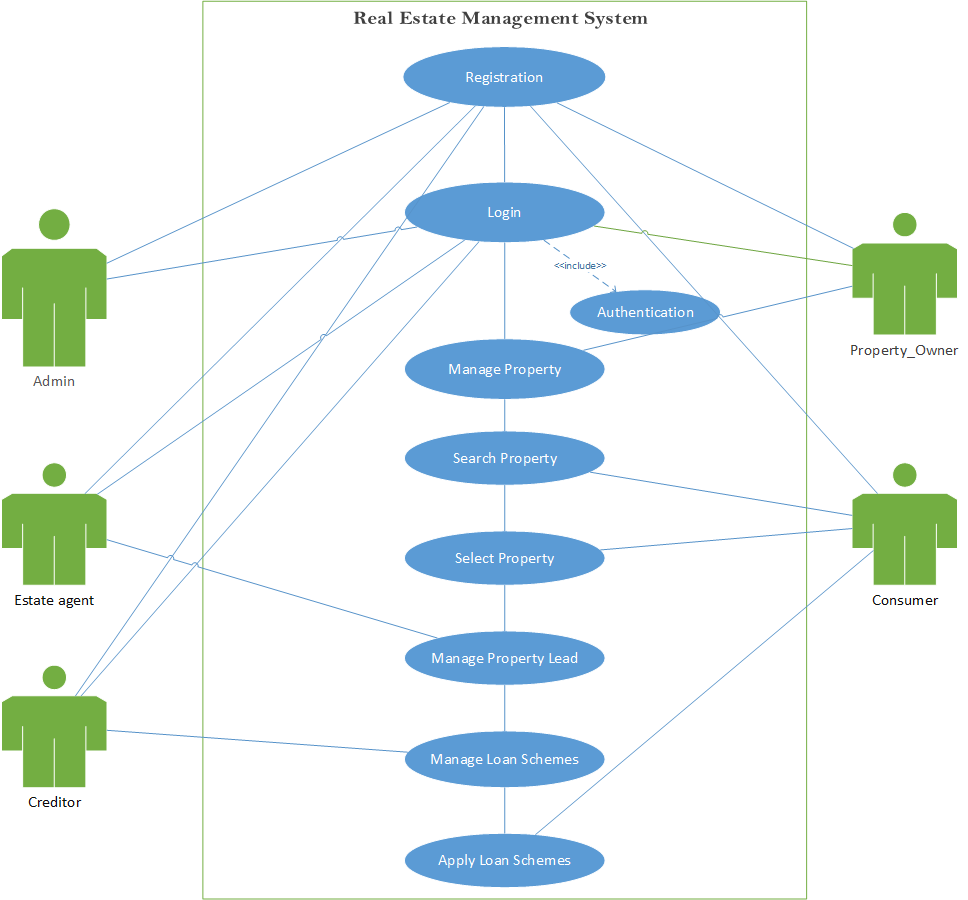 Real Estate Management System
Registration
Login
<<include>>
Authentication
Property_Owner
Manage Property
Admin
Search Property
Select Property
Estate agent
Consumer
Manage Property Lead
Manage Loan Schemes
Creditor
Apply Loan Schemes